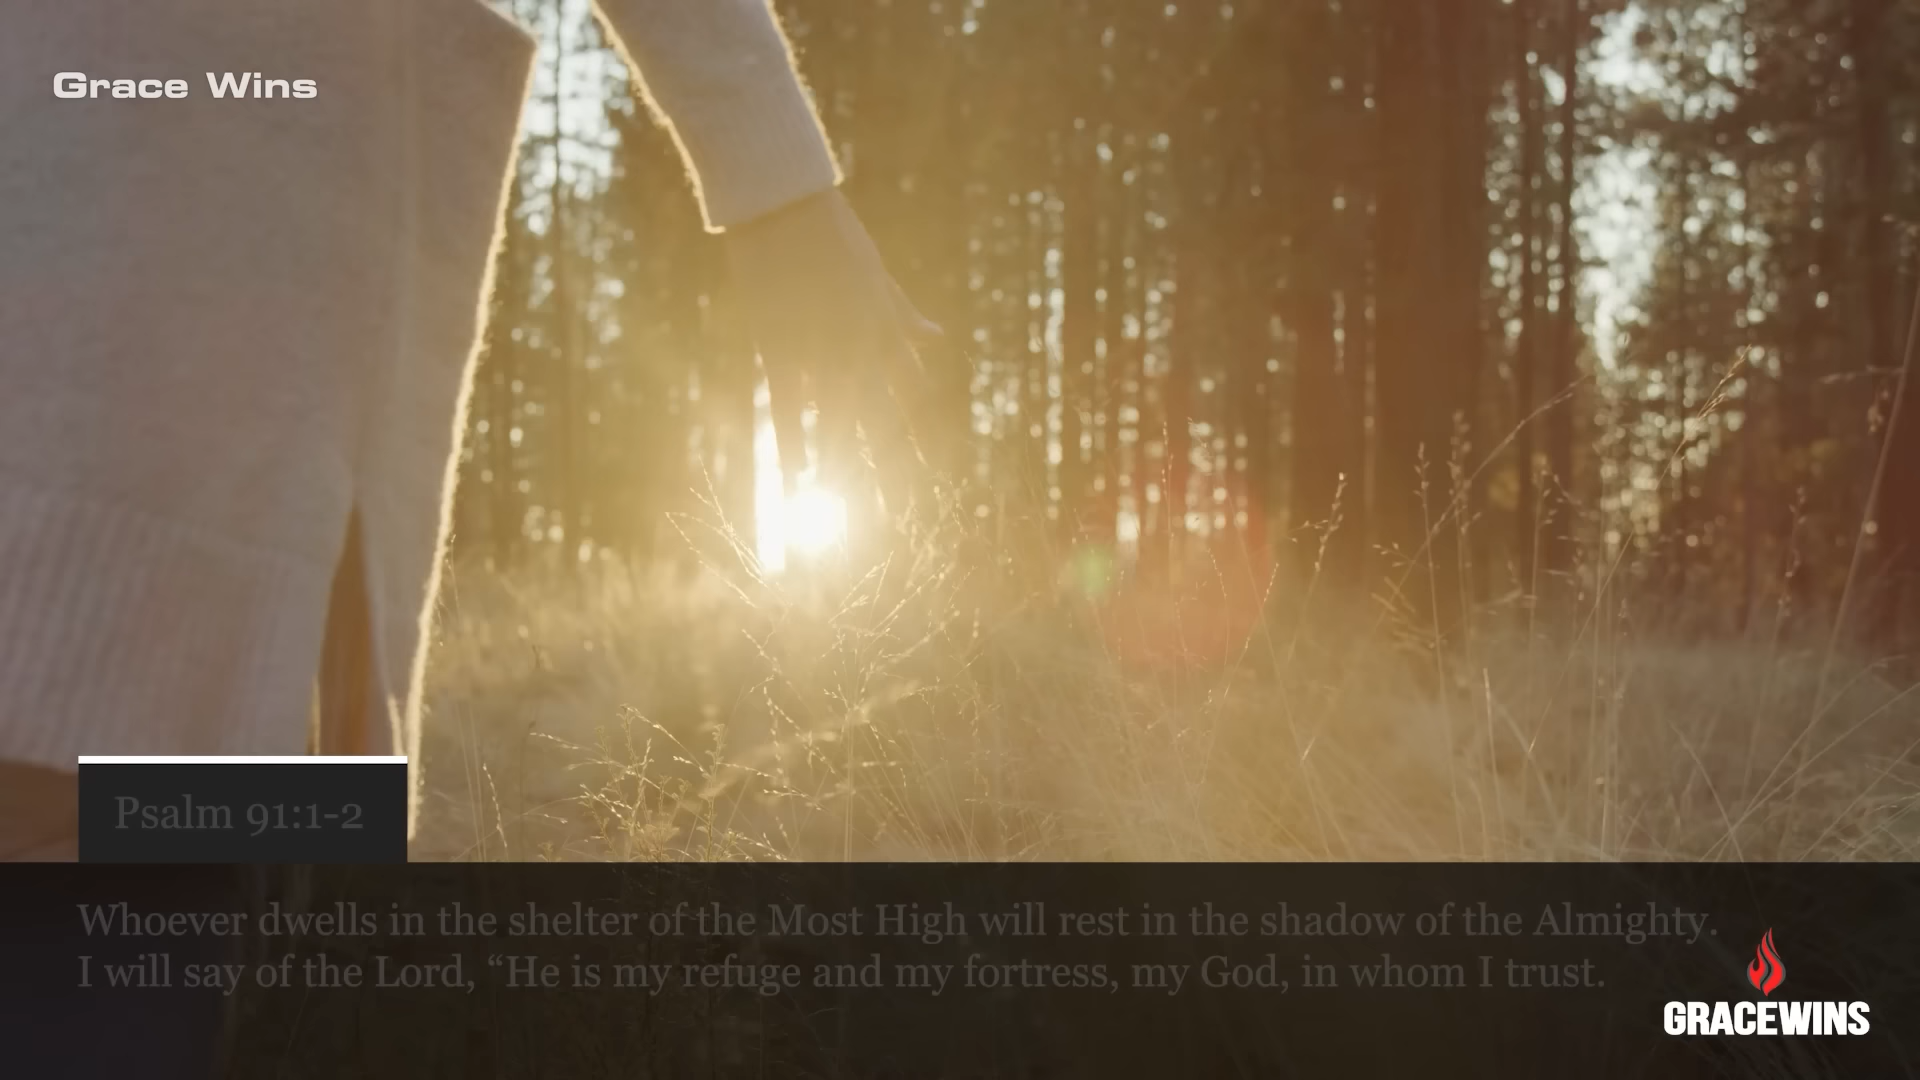 Grace Wins
Psalm 91:1-2
Whoever dwells in the shelter of the Most High will rest in the shadow of the Almighty.
I will say of the Lord, “He is my refuge and my fortress, my God, in whom I trust.
GRACEWINS